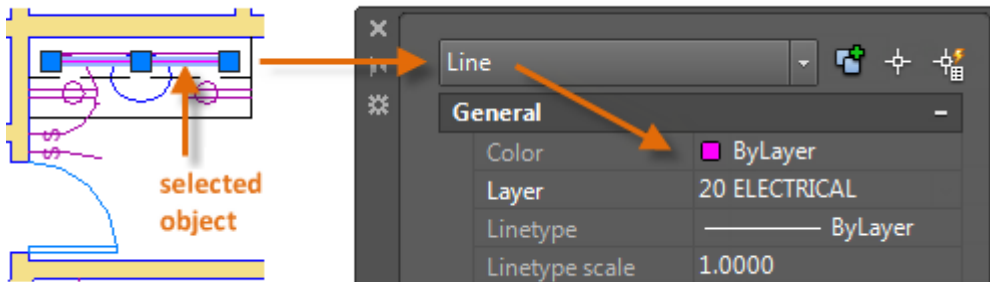 Line
General
Color ByLayer
Layer 20 ELECTRICAL
Linetype ByLayer
Linetype scale 1.0000
S S
selected
object